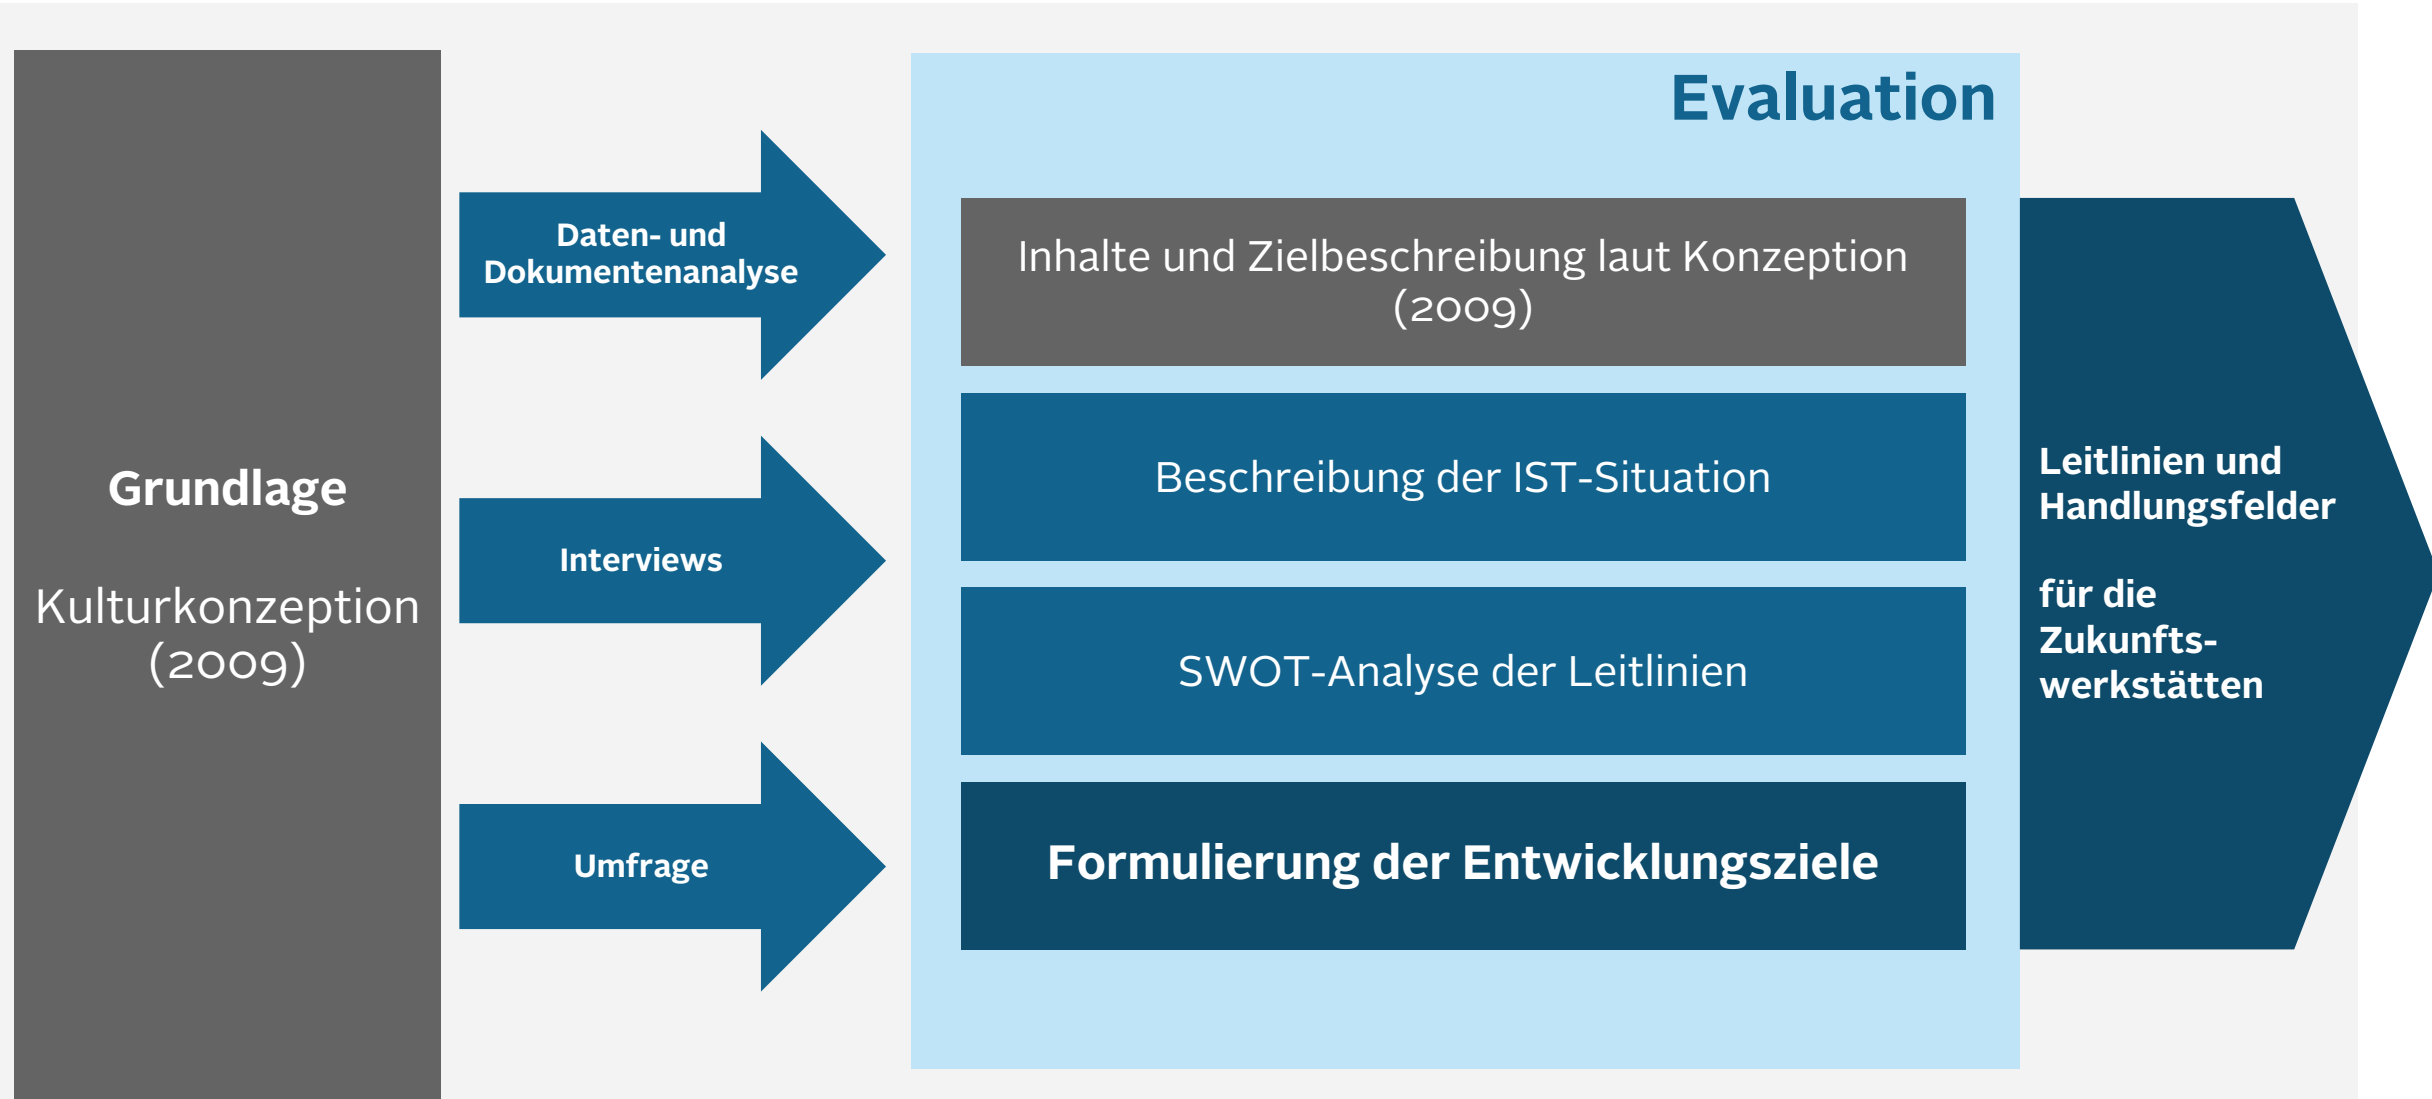 Grundlage
Kulturkonzeption
(2009)
Daten- und
Dokumentenanalyse
Interviews
Umfrage
Evaluation
Inhalte und Zielbeschreibung laut Konzeption
(2009)
Beschreibung der IST-Situation
SWOT-Analyse der Leitlinien
Formulierung der Entwicklungsziele
Leitlinien und
Handlungsfelder
für die
Zukunfts-
werkstätten